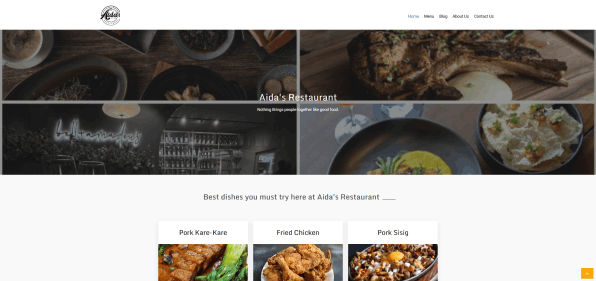 Aida's
Home Menu Blog About Us Contact Us
Aida's Restaurant
Nothing things people together like good food.
Best dishes you must try here at Aida's Restaurant
Pork Kare-Kare
Fried Chicken
Pork Sisig